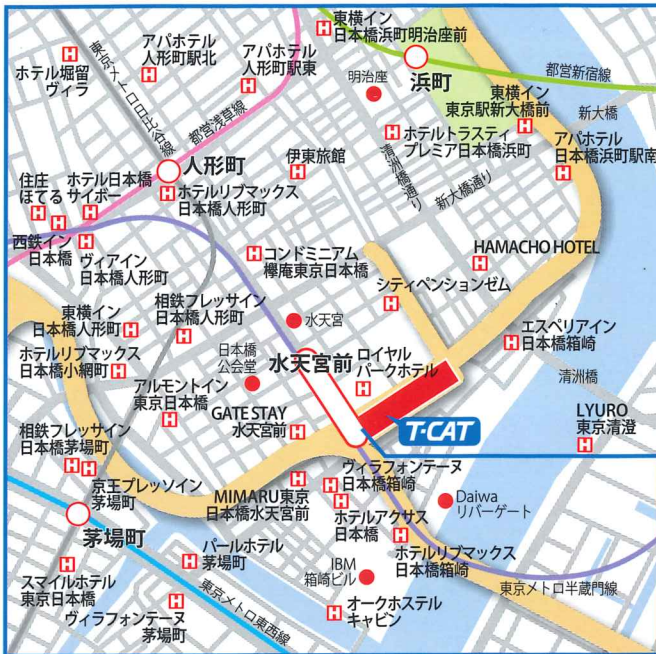 東横イン
日本橋浜町明治座前
ホテル堀留
ヴィラ
東京メトロ日比谷線
アパホテル
人形町駅北
アパホテル
人形町駅東
都営浅草線
明治座
浜町
都営新宿線
東横イン
東京駅新大橋前
新大橋
ホテルトラスティ
プレミア日本橋浜町
アパホテル
日本橋浜町駅南
清洲橋通り
新大橋通り
人形町
伊東旅館
住庄
ほてる
ホテル日本橋
サイボー
ホテルリブマックス
日本橋人形町
西鉄イン
日本橋
ヴィアイン
日本橋人形町
コンドミニアム
欅庵東京日本橋
HAMACHO HOTEL
シティペンションゼム
東横イン
日本橋人形町
相鉄フレッサイン
日本橋人形町
水天宮
エスペリアイン
日本橋箱崎
ホテルリブマックス
日本橋小網町
日本橋
公会堂
水天宮前
ロイヤル
パークホテル
清洲橋
アルモントイン
東京日本橋
GATE STAY
水天宮前
T-CAT
LYURO
東京清澄
相鉄フレッサイン
日本橋茅場町
京王プレッソイン
茅場町
MIMARU東京
日本橋水天宮前
ヴィラフォンテーヌ
日本橋箱崎
Daiwa
リバーゲート
ホテルアクサス
日本橋
茅場町
パールホテル
茅場町
IBM
箱崎ビル
ホテルリブマックス
日本橋箱崎
東京メトロ半蔵門線
スマイルホテル
東京日本橋
ヴィラフォンテーヌ
茅場町
東京メトロ東西線
オークホステル
キャビン